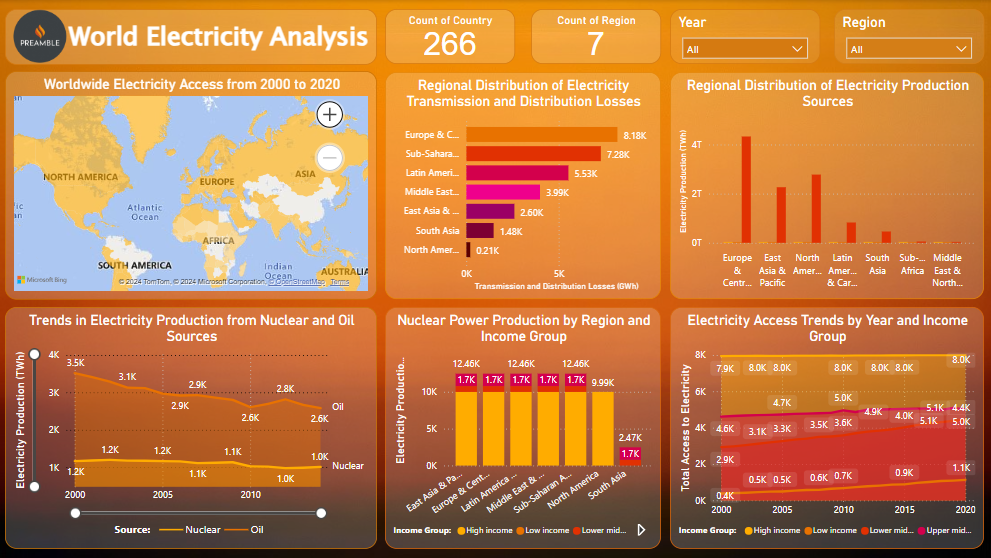 PREAMBLE
World Electricity Analysis
Count of Country
266
Count of Region
7
Year
All
Region
All
Worldwide Electricity Access from 2000 to 2020
NORTH AMERICA
EUROPE
ASIA
Atlantic
Ocean
AFRICA
SOUTH AMERICA
Indian
Ocean
AUSTRALIA
Microsoft Bing
© 2024 TomTom, © 2024 Microsoft Corporation, © OpenStreetMap Terms
Regional Distribution of Electricity
Transmission and Distribution Losses
Europe & C... 8.18K
Sub-Sahara... 7.28K
Latin Ameri... 5.53K
Middle East... 3.99K
East Asia & ... 2.60K
South Asia 1.48K
North Amer... 0.21K
0K 5K
Transmission and Distribution Losses (GWh)
Regional Distribution of Electricity Production
Sources
Electricity Production (TWh)
4T
2T
0T
Europe
&
Centr...
East
Asia &
Pacific
North
Amer...
Latin
Amer...
& Car...
South
Asia
Sub-...
Africa
Middle
East &
North...
Trends in Electricity Production from Nuclear and Oil
Sources
Electricity Production (TWh)
4K
3K
2K
1K
3.5K
3.1K
2.9K
2.9K
2.6K
2.8K
2.6K
Oil
1.2K
1.2K
1.2K
1.1K
1.1K
1.0K
1.0K
Nuclear
2000 2005 2010
Source: Nuclear Oil
Nuclear Power Production by Region and
Income Group
Electricity Productio...
10K
5K
0K
12.46K 12.46K 12.46K
1.7K 1.7K 1.7K 1.7K 1.7K
9.99K
2.47K
1.7K
East Asia & Pa...
Europe & Cent...
Latin America ...
Middle East & ...
Sub-Saharan A...
North America
South Asia
Income Group: High income Low income Lower mid...
Electricity Access Trends by Year and Income
Group
Total Access to Electricity
8K
6K
4K
2K
0K
7.9K 8.0K 8.0K 8.0K 8.0K 8.0K 8.0K
4.6K 4.7K 5.0K 4.9K 5.1K 4.4K
2.9K 3.1K 3.3K 3.5K 3.6K 4.0K 5.1K 5.0K
0.4K 0.5K 0.5K 0.6K 0.7K 0.9K 1.1K
2000 2005 2010 2015 2020
Income Group: High income Low income Lower mid... Upper mid...